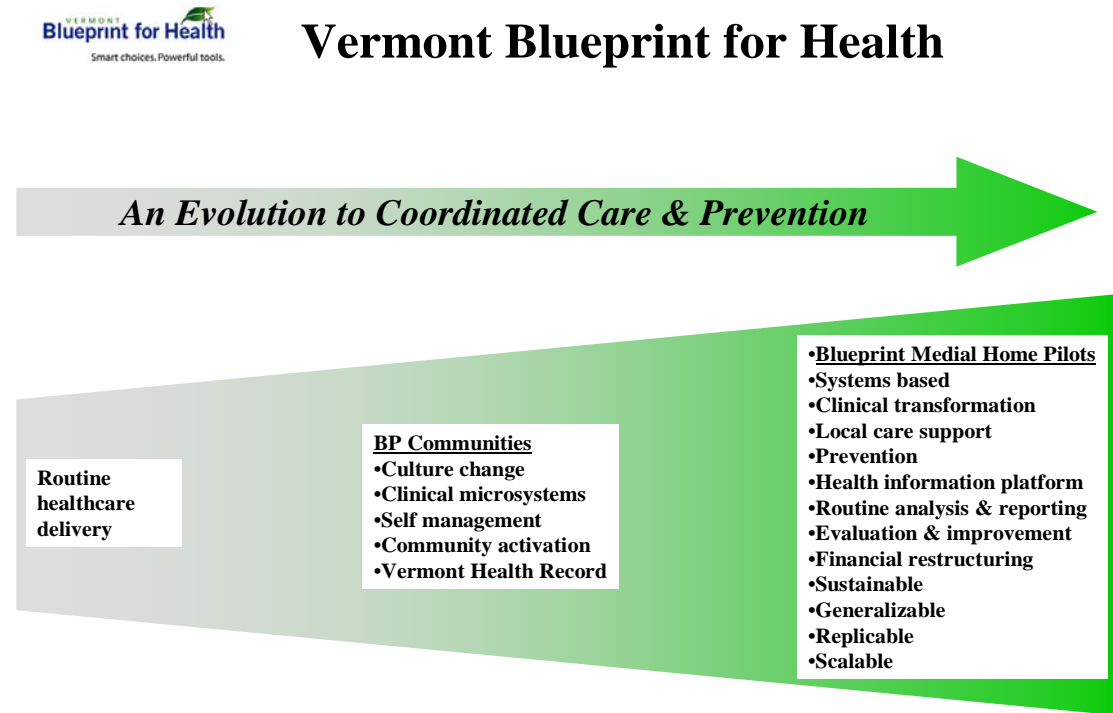 VERMONT
Blueprint for Health
Smart choices. Powerful tools.
Vermont Blueprint for Health
An Evolution to Coordinated Care & Prevention
Routine
healthcare
delivery
BP Communities
•Culture change
•Clinical microsystems
•Self management
•Community activation
•Vermont Health Record
•Blueprint Medial Home Pilots
•Systems based
•Clinical transformation
•Local care support
•Prevention
•Health information platform
•Routine analysis & reporting
•Evaluation & improvement
•Financial restructuring
•Sustainable
•Generalizable
•Replicable
•Scalable